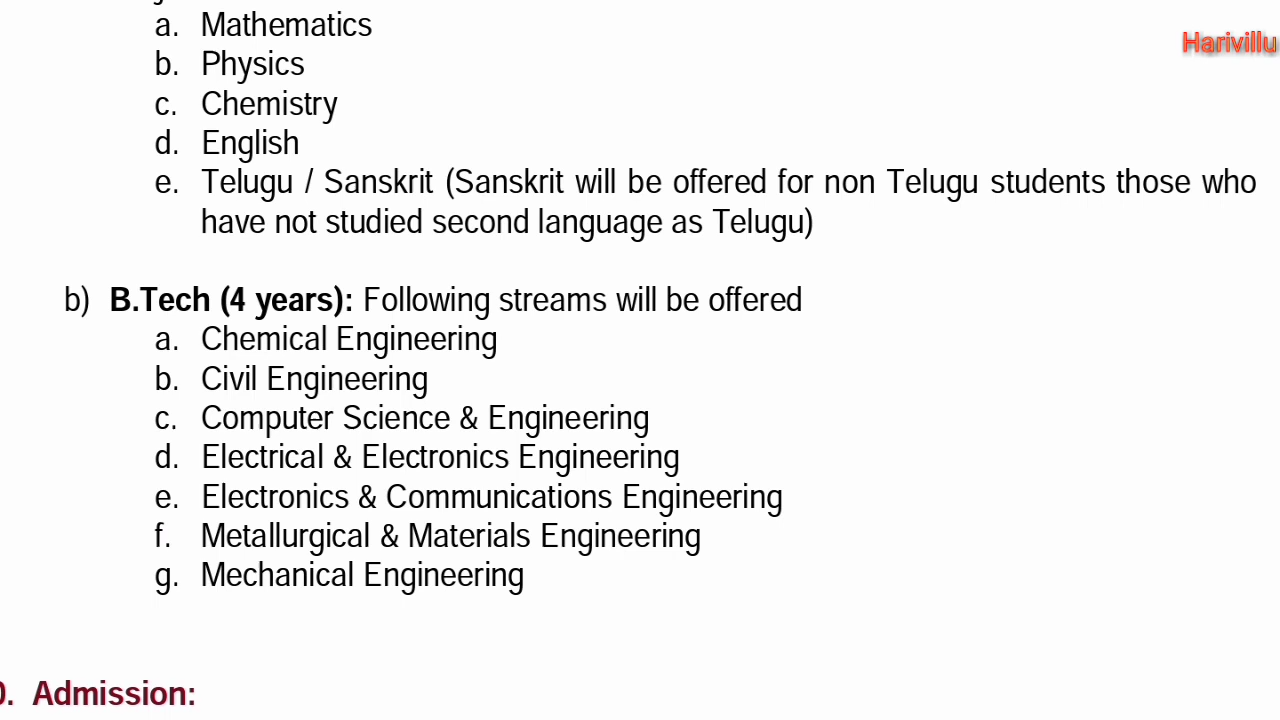 a. Mathematics
Harivillu
b. Physics
c. Chemistry
d. English
e. Telugu / Sanskrit (Sanskrit will be offered for non Telugu students those who
have not studied second language as Telugu)
b) B.Tech (4 years): Following streams will be offered
a. Chemical Engineering
b. Civil Engineering
c. Computer Science & Engineering
d. Electrical & Electronics Engineering
e. Electronics & Communications Engineering
f. Metallurgical & Materials Engineering
g. Mechanical Engineering
0. Admission: